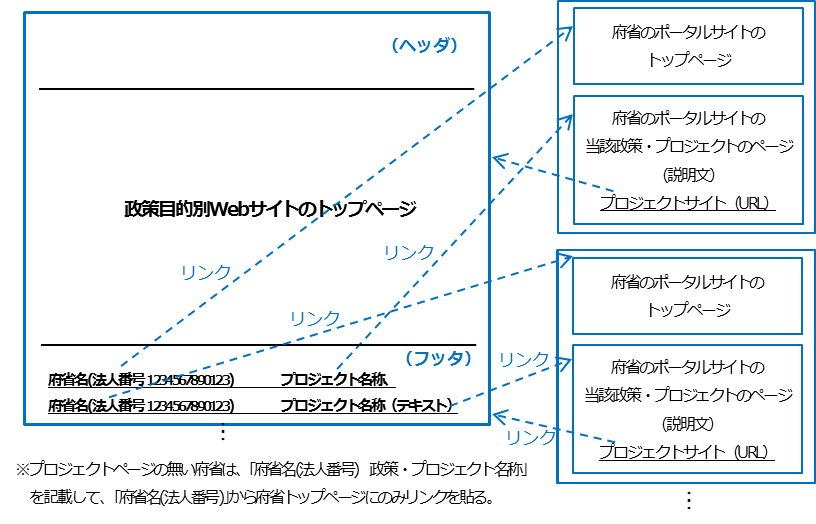 (ヘッダ)
政策目的別Webサイトのトップページ
リンク
リンク
リンク
(フッタ)
リンク
府省名(法人番号 1234567890123) プロジェクト名称、
府省名(法人番号 1234567890123) プロジェクト名称（テキスト）
リンク
⋮
府省のポータルサイトの
トップページ
府省のポータルサイトの
当該政策・プロジェクトのページ
(説明文)
プロジェクトサイト（URL）
府省のポータルサイトの
トップページ
府省のポータルサイトの
当該政策・プロジェクトのページ
(説明文)
プロジェクトサイト（URL）
⋮
※プロジェクトページの無い府省は、「府省名(法人番号) 政策・プロジェクト名称」
を記載して、「府省名(法人番号)」から府省トップページにのみリンクを貼る。